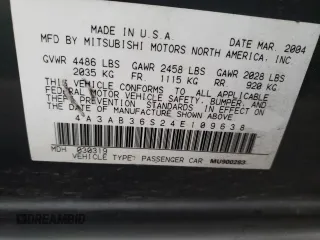 MADE IN U.S.A
DATE MAR. 2004
MFD BY MITSUBISHI MOTORS NORTH AMERICA, INC.
GVWR 4486 LBS GAWR 2458 LBS GAWR 2028 LBS
2035 KG FR. 1115 KG RR 920 KG
THIS VEHICLE CONFORMS TO ALL APPLICABLE
FEDERAL MOTOR VEHICLE SAFETY, BUMPER, AND
THEFT PREVENTION STANDARDS IN EFFECT ON THE
DATE OF MANUFACTURE SHOWN ABOVE.
4A3AB36S24E109638
MDH 030319
VEHICLE TYPE: PASSENGER CAR MU900283